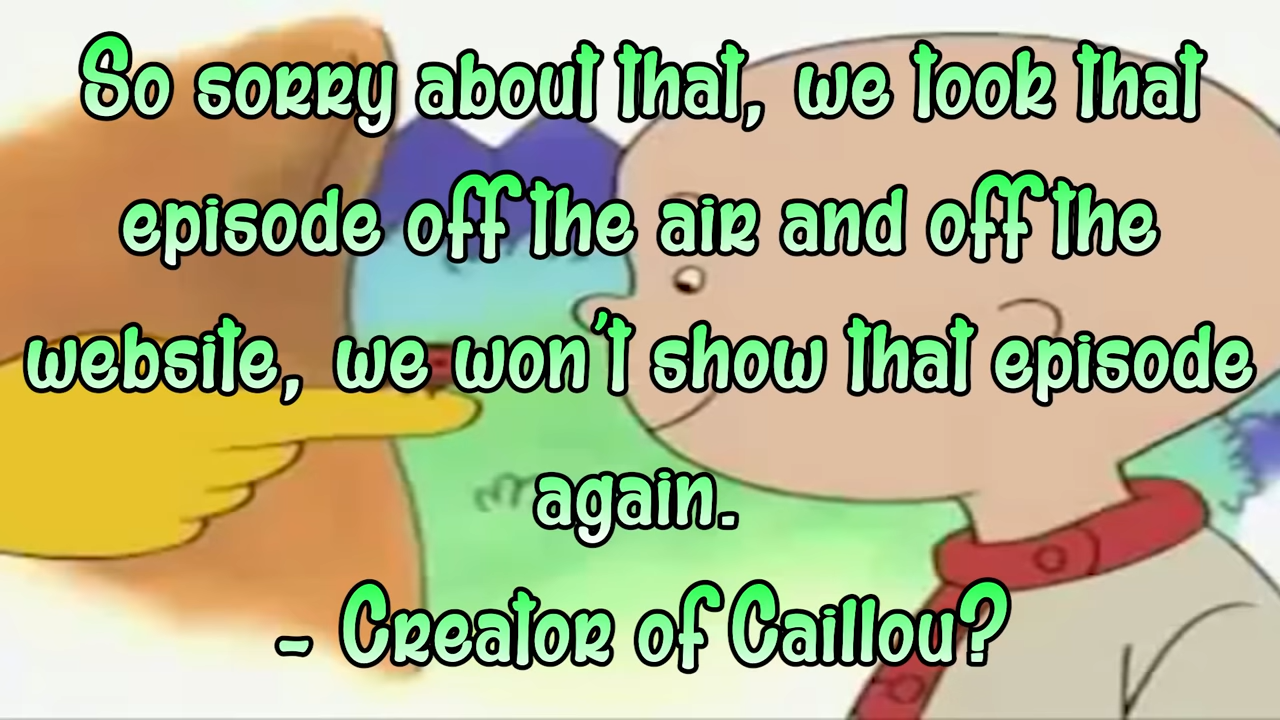 So sorry about that, we took that
episode off the air and off the
website, we won't show that episode
again.
- Creator of Caillou?